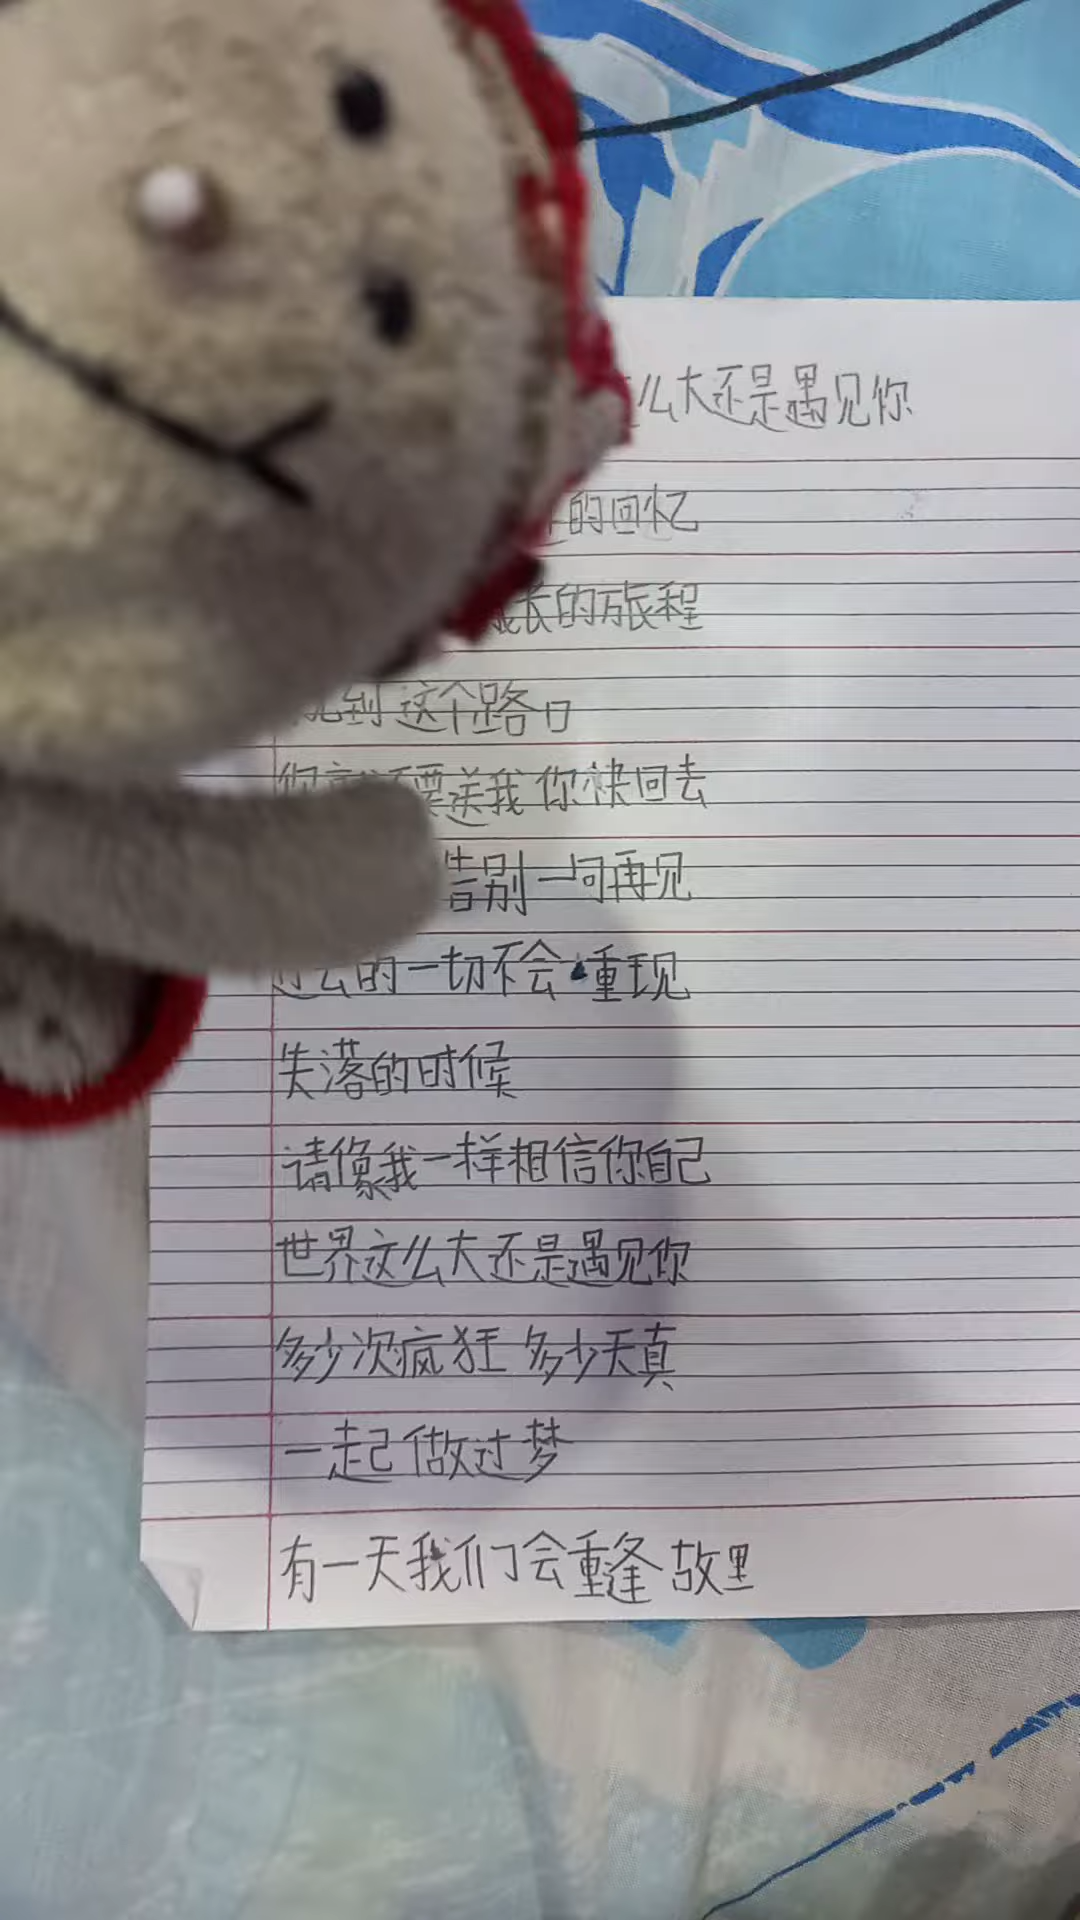 么大还是遇见你
的回忆
成长的旅程
到这个路口
你 要送我 你快回去
告别一句再见
过去的一切不会重现
失落的时候
请像我一样相信你自己
世界这么大还是遇见你
多少次疯狂 多少天真
一起做过梦
有一天我们会重逢 故里